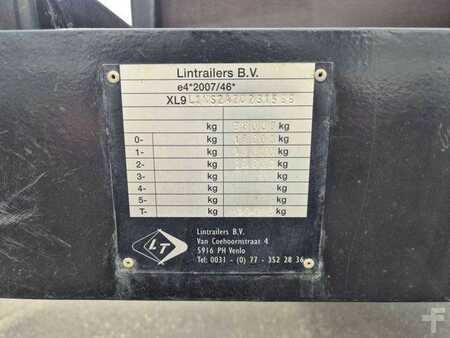 Lintrailers B.V.
e4*2007/46*
XL9
kg kg
0- kg kg
1- kg kg
2- kg kg
3- kg kg
4- kg kg
5- kg kg
T- kg kg
LT
Lintrailers B.V.
Van Coehoornstraat 4
5916 PH Venlo
Tel: 0031 - (0) 77 - 352 28 36